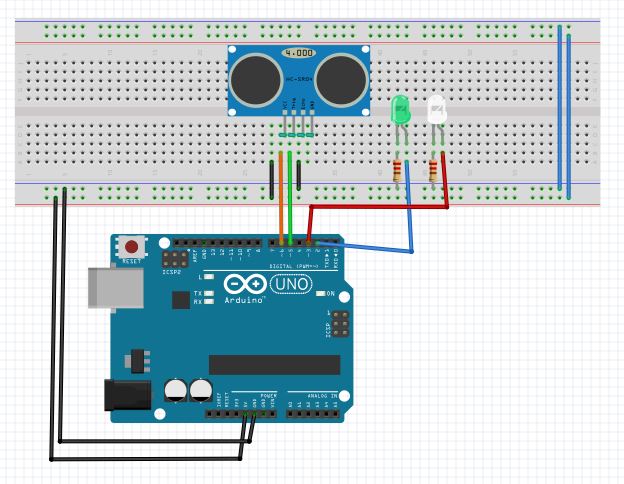 4.000
HC-SR04
VCC
TRIG
ECHO
GND
RESET
ICSP2
AREF
GND
13
12
~11
~10
~9
8
7
~6
~5
4
~3
2
TX▶1
RX◀0
DIGITAL (PWM~)
L
TX
RX
Arduino™
UNO
ON
ICSP
1
IOREF
RESET
3V3
5V
GND
GND
VIN
POWER
ANALOG IN
A0
A1
A2
A3
A4
A5